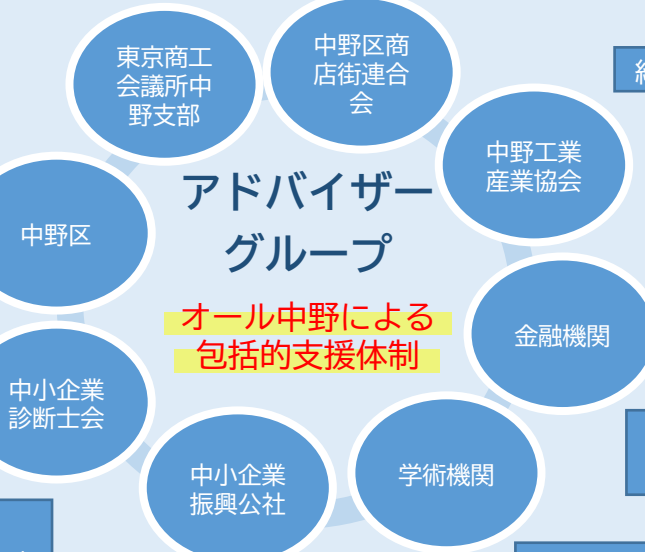 東京商工
会議所中
野支部
中野区商
店街連合
会
中野工業
産業協会
金融機関
学術機関
中小企業
振興公社
中小企業
診断士会
中野区
アドバイザー
グループ
オール中野による
包括的支援体制